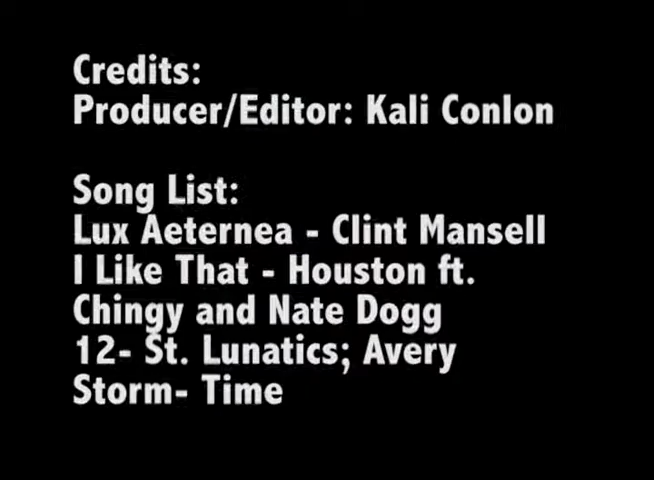 Credits:
Producer/Editor: Kali Conlon
Song List:
Lux Aeternea - Clint Mansell
I Like That - Houston ft.
Chingy and Nate Dogg
12- St. Lunatics; Avery
Storm- Time